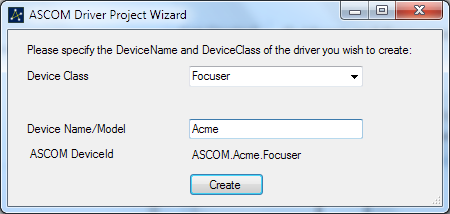 ASCOM Driver Project Wizard
Please specify the DeviceName and DeviceClass of the driver you wish to create:
Device Class Focuser
Device Name/Model Acme
ASCOM DeviceId ASCOM.Acme.Focuser
Create